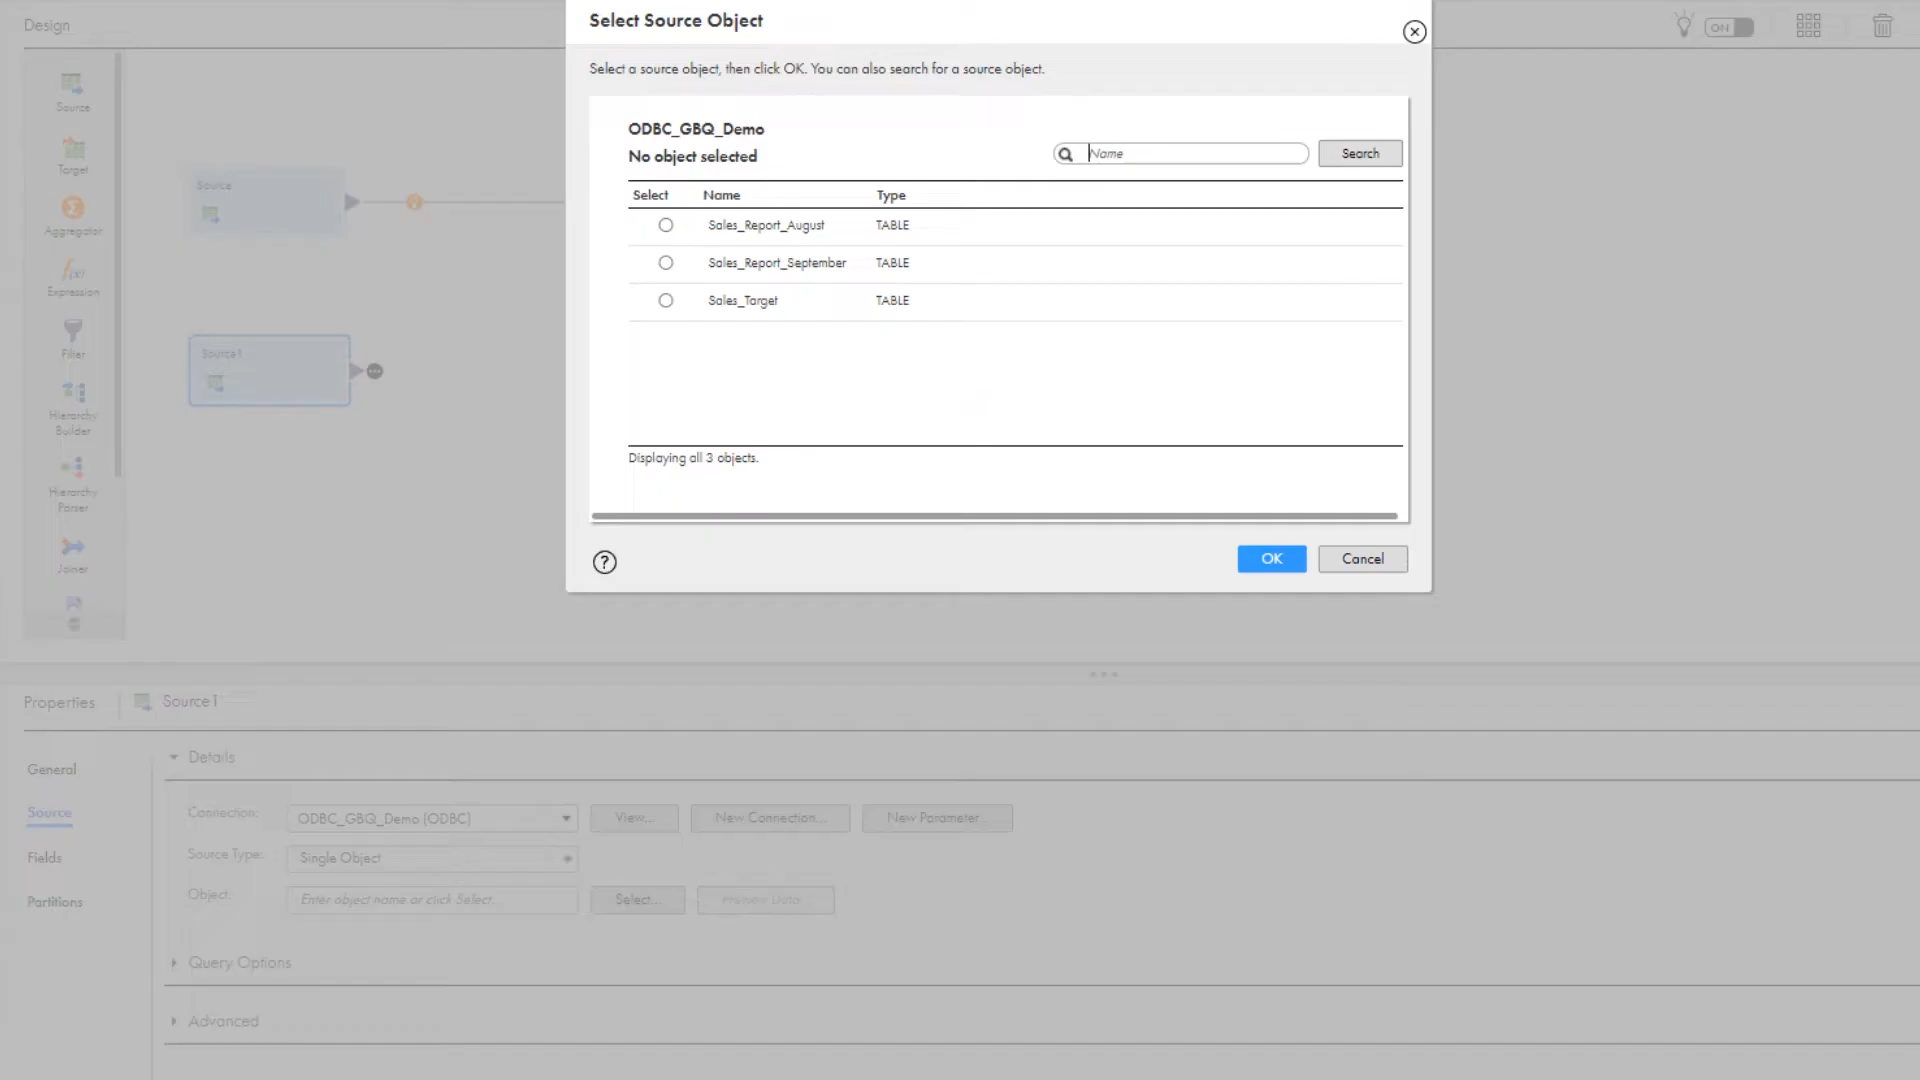 Design
Select Source Object
ON
Select a source object, then click OK. You can also search for a source object.
ODBC_GBQ_Demo
No object selected
Name
Search
Select Name Type
Sales_Report_August TABLE
Sales_Report_September TABLE
Sales_Target TABLE
Displaying all 3 objects.
?
OK
Cancel
Source
Target
Aggregator
Expression
Filter
Hierarchy
Builder
Hierarchy
Parser
Joiner
Source
Source1
Properties
Source1
General
Source
Fields
Partitions
Details
Connection: ODBC_GBQ_Demo (ODBC) View... New Connection... New Parameter...
Source Type: Single Object
Object: Enter object name or click Select... Select... Preview Data...
Query Options
Advanced